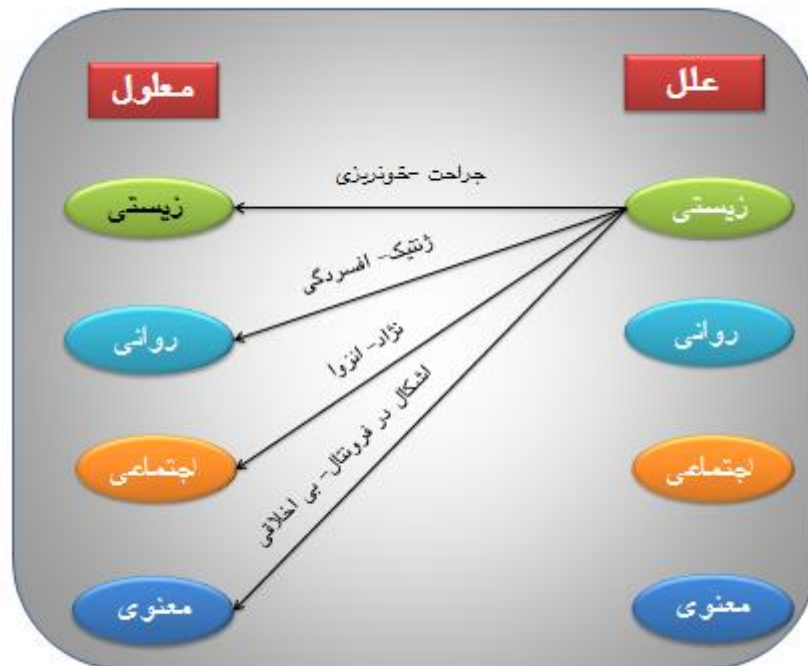 علل
معلول
زیستی
جراحت -خونریزی
زیستی
ژنتیک- افسردگی
روانی
روانی
نژاد- انزوا
اشکال در فرونتال- بی اخلاقی
اجتماعی
اجتماعی
معنوی
معنوی